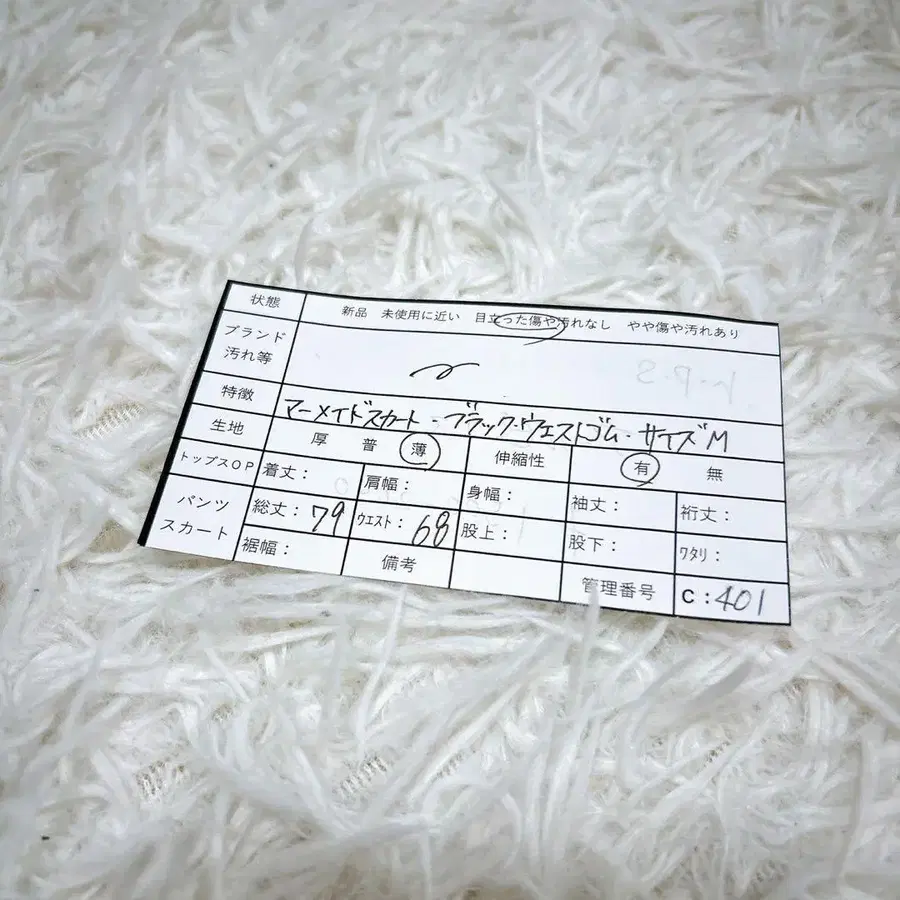 状態 新品 未使用に近い 目立った傷や汚れなし やや傷や汚れあり
ブランド
汚れ等
特徴 マーメイドスカート・ブラック・ウエストゴム・サイズM
生地 厚 普 薄 伸縮性 有 無
トップスOP 着丈： 肩幅： 身幅： 袖丈： 裄丈：
パンツ
スカート
総丈：79 ウエスト：68 股上： 股下： ワタリ：
裾幅： 備考 管理番号 C：401